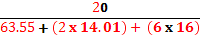 20
63.55 + (2 x 14.01) + (6 x 16)